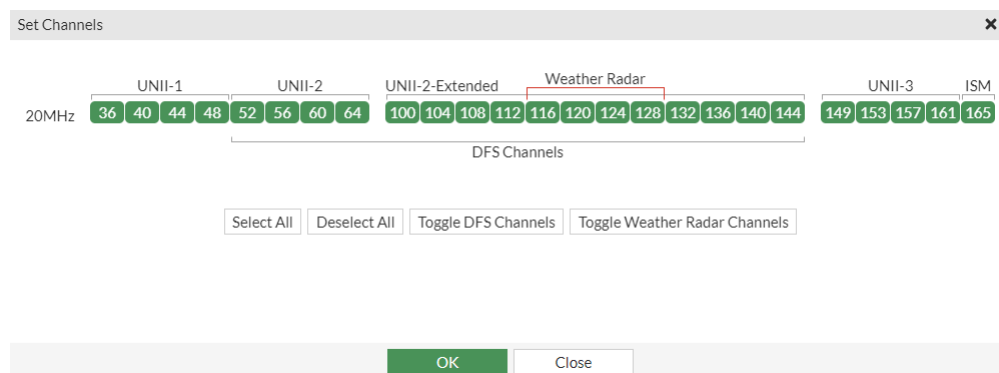 Set Channels
UNII-1 UNII-2 UNII-2-Extended Weather Radar UNII-3 ISM
20MHz 36 40 44 48 52 56 60 64 100 104 108 112 116 120 124 128 132 136 140 144 149 153 157 161 165
DFS Channels
Select All Deselect All Toggle DFS Channels Toggle Weather Radar Channels
OK Close